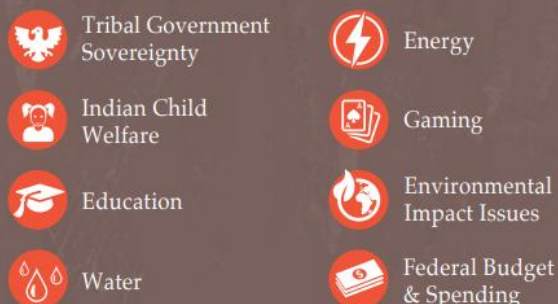 Tribal Government
Sovereignty
Indian Child
Welfare
Education
Water
Energy
A
A
Gaming
Environmental
Impact Issues
$
Federal Budget
& Spending